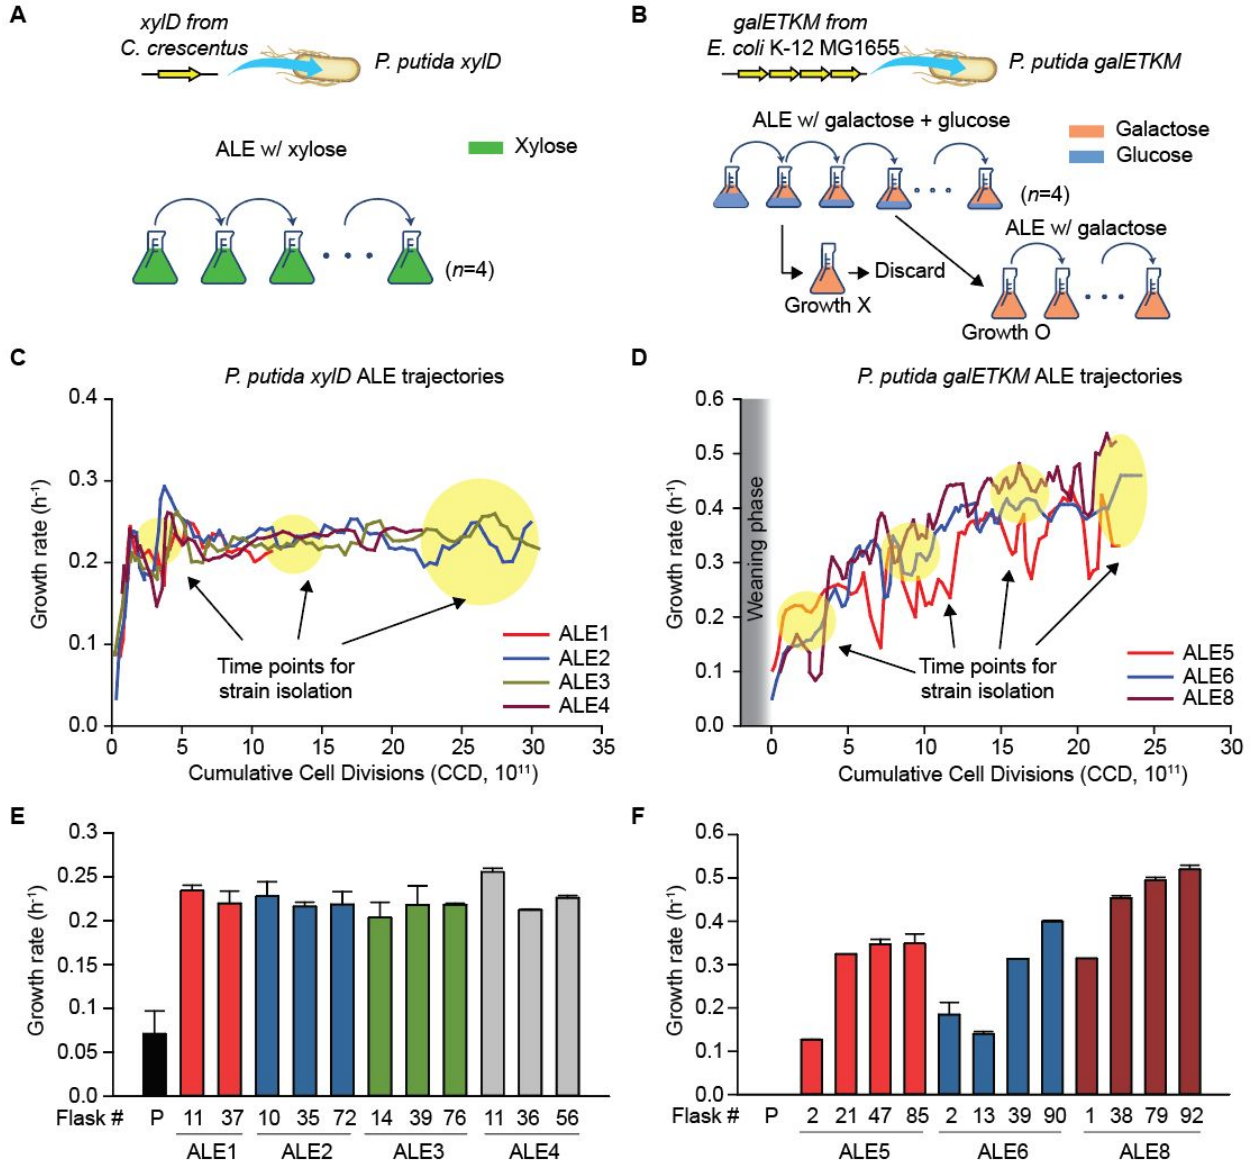 A
xylD from
C. crescentus
P. putida xylD
ALE w/ xylose
Xylose
(n=4)
B
galETKM from
E. coli K-12 MG1655
P. putida galETKM
ALE w/ galactose + glucose
Galactose
Glucose
(n=4)
ALE w/ galactose
Discard
Growth X
Growth O
C
P. putida xylD ALE trajectories
Growth rate (h-1)
0.4
0.3
0.2
0.1
0.0
0 5 10 15 20 25 30 35
Cumulative Cell Divisions (CCD, 10¹¹)
Time points for
strain isolation
ALE1
ALE2
ALE3
ALE4
D
P. putida galETKM ALE trajectories
Growth rate (h-1)
0.6
0.5
0.4
0.3
0.2
0.1
0.0
Weaning phase
0 5 10 15 20 25 30
Cumulative Cell Divisions (CCD, 10¹¹)
Time points for
strain isolation
ALE5
ALE6
ALE8
E
Growth rate (h-1)
0.3
0.25
0.2
0.15
0.1
0.05
0.0
Flask # P 11 37 10 35 72 14 39 76 11 36 56
ALE1 ALE2 ALE3 ALE4
F
Growth rate (h-1)
0.6
0.5
0.4
0.3
0.2
0.1
0.0
Flask # P 2 21 47 85 2 13 39 90 1 38 79 92
ALE5 ALE6 ALE8